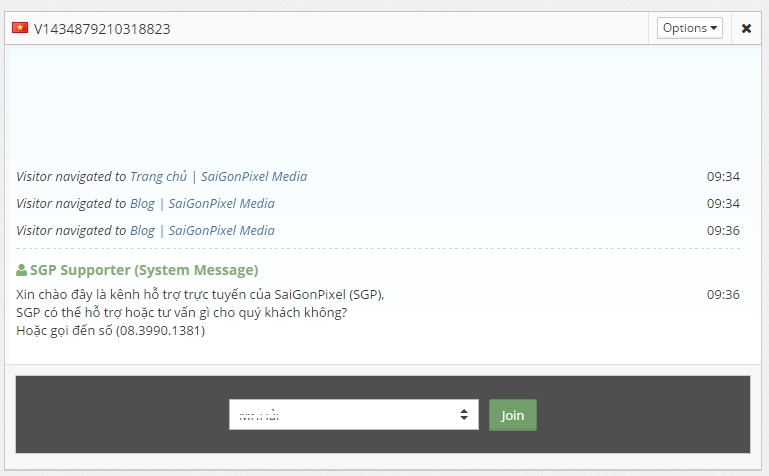 V1434879210318823
Options
Visitor navigated to Trang chủ | SaiGonPixel Media 09:34
Visitor navigated to Blog | SaiGonPixel Media 09:34
Visitor navigated to Blog | SaiGonPixel Media 09:36
SGP Supporter (System Message)
Xin chào đây là kênh hỗ trợ trực tuyến của SaiGonPixel (SGP), 09:36
SGP có thể hỗ trợ hoặc tư vấn gì cho quý khách không?
Hoặc gọi đến số (08.3990.1381)
Join